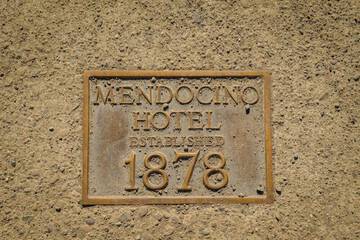 MENDOCINO
HOTEL
ESTABLISHED
1878